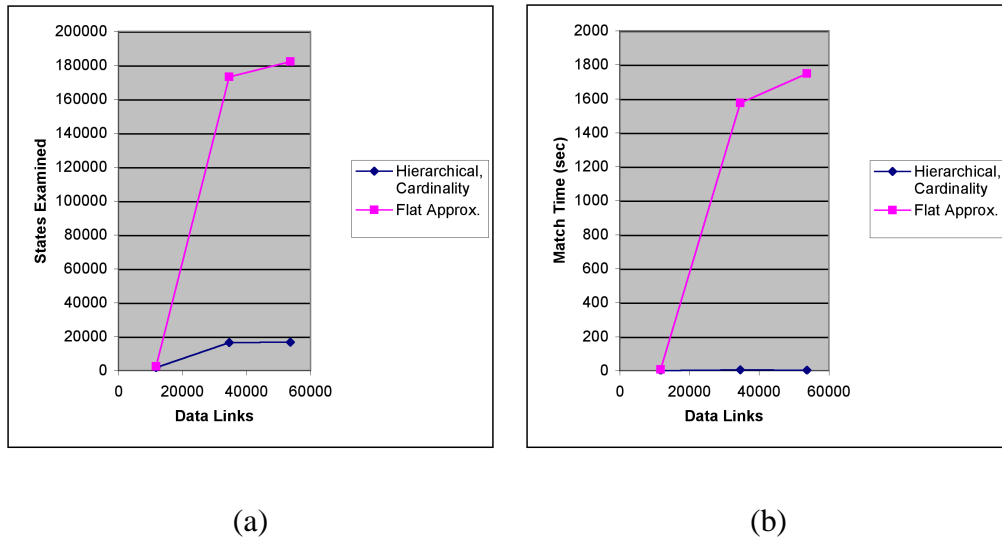 200000
180000
160000
140000
120000
100000
80000
60000
40000
20000
0
States Examined
0 20000 40000 60000
Data Links
Hierarchical,
Cardinality
Flat Approx.
2000
1800
1600
1400
1200
1000
800
600
400
200
0
Match Time (sec)
0 20000 40000 60000
Data Links
Hierarchical,
Cardinality
Flat Approx.
(a)
(b)